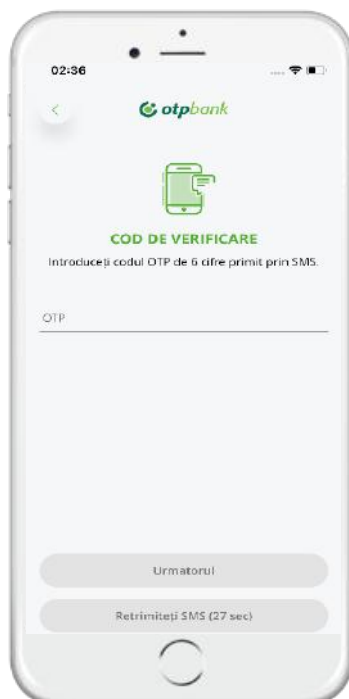 02:36
otpbank
COD DE VERIFICARE
Introduceți codul OTP de 6 cifre primit prin SMS.
OTP
Urmatorul
Retrimiteți SMS (27 sec)